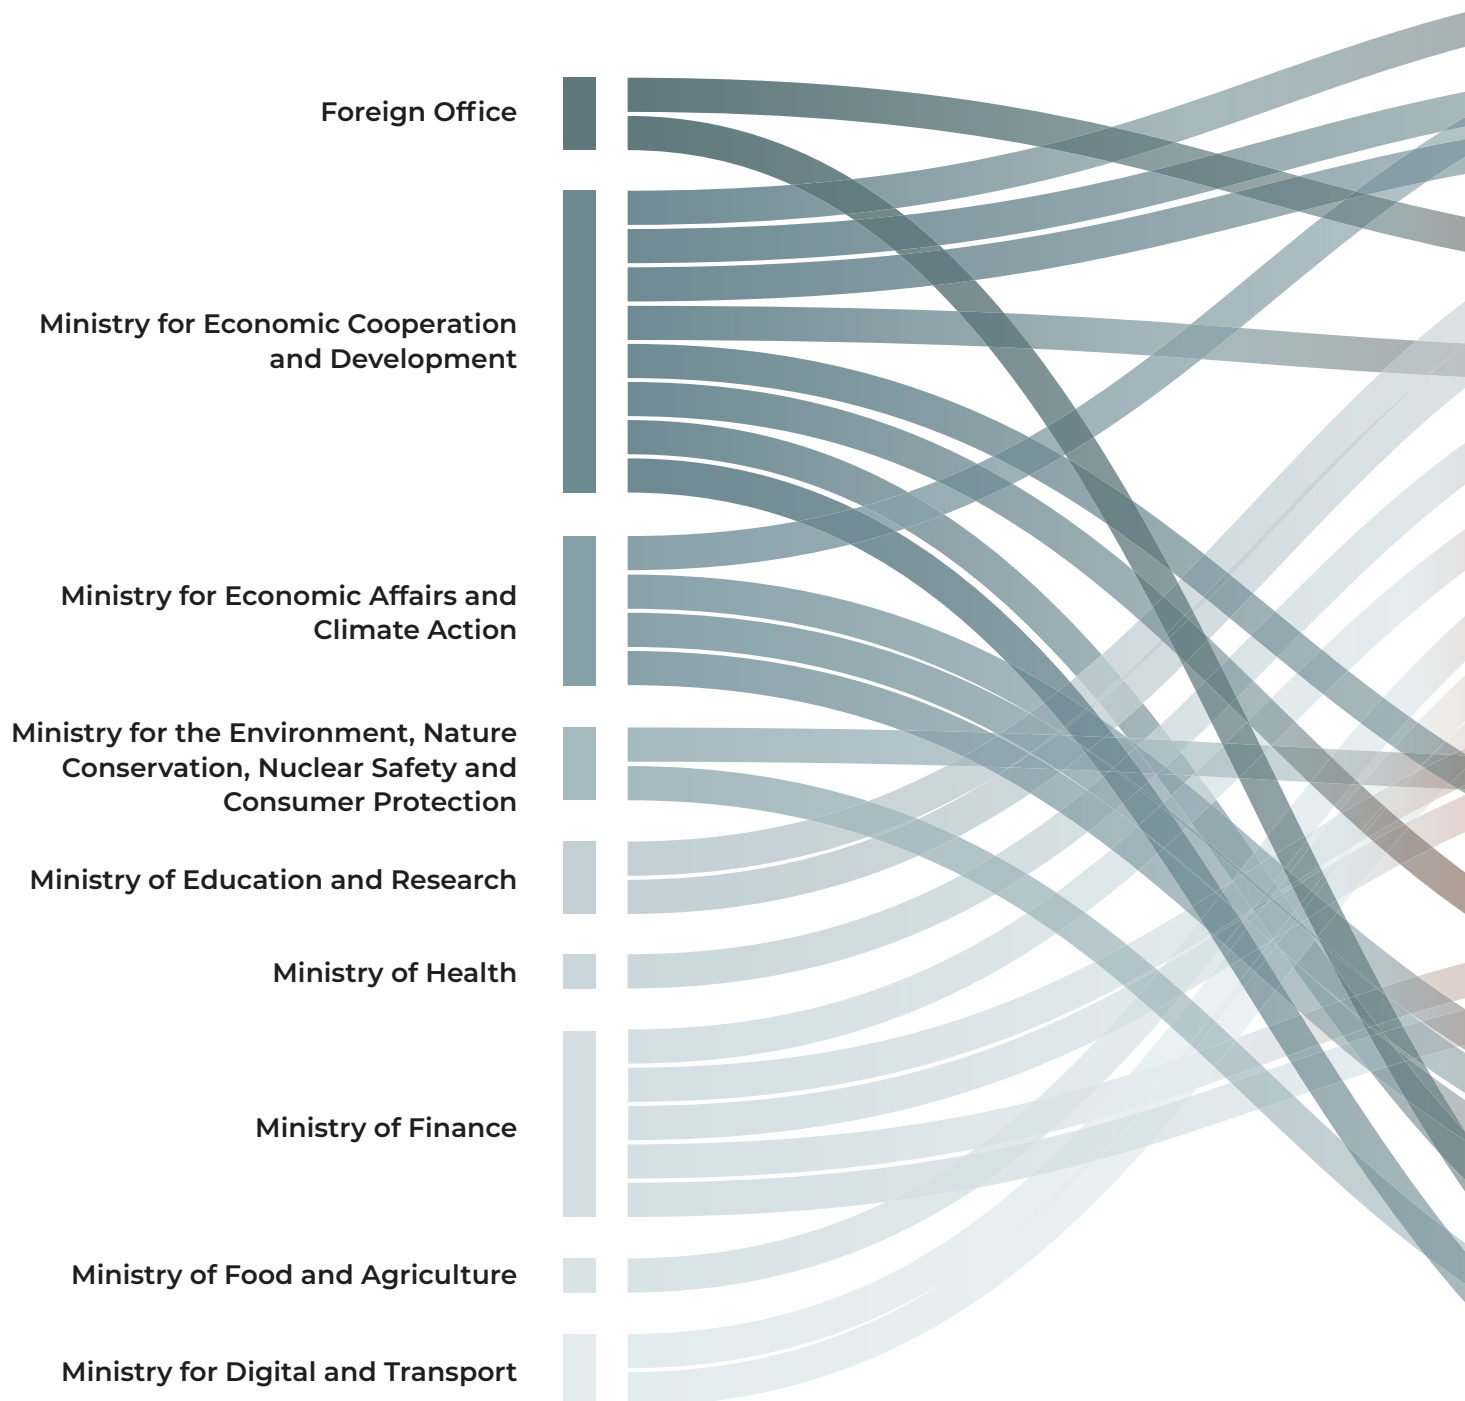 Foreign Office
Ministry for Economic Cooperation
and Development
Ministry for Economic Affairs and
Climate Action
Ministry for the Environment, Nature
Conservation, Nuclear Safety and
Consumer Protection
Ministry of Education and Research
Ministry of Health
Ministry of Finance
Ministry of Food and Agriculture
Ministry for Digital and Transport